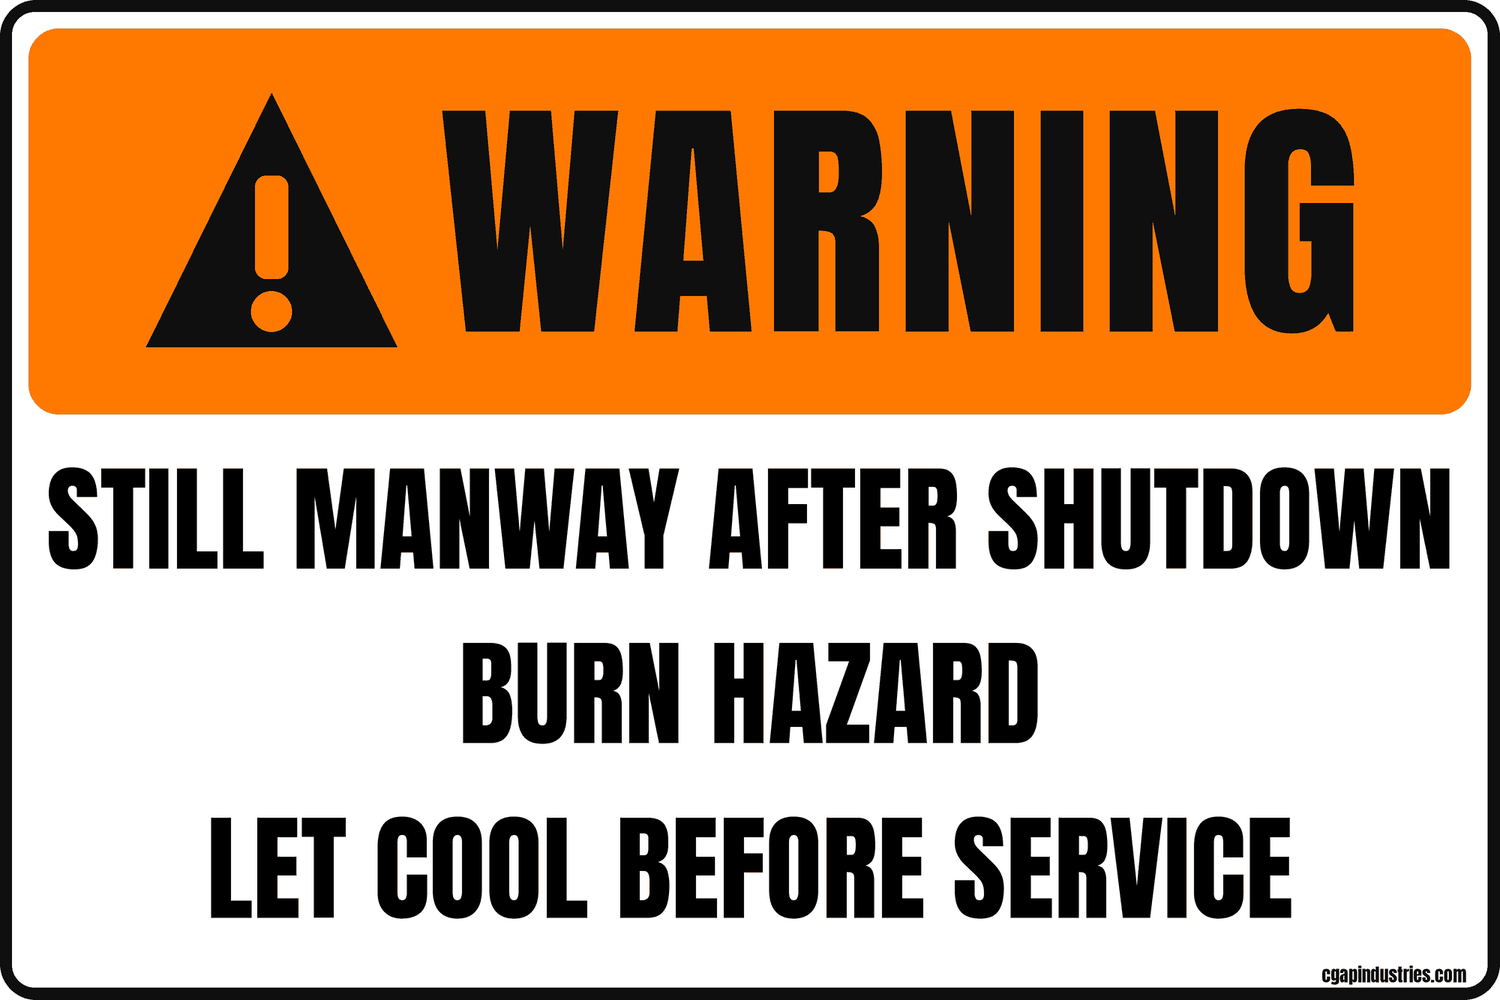 WARNING
STILL MANWAY AFTER SHUTDOWN
BURN HAZARD
LET COOL BEFORE SERVICE
cgapindustries.com